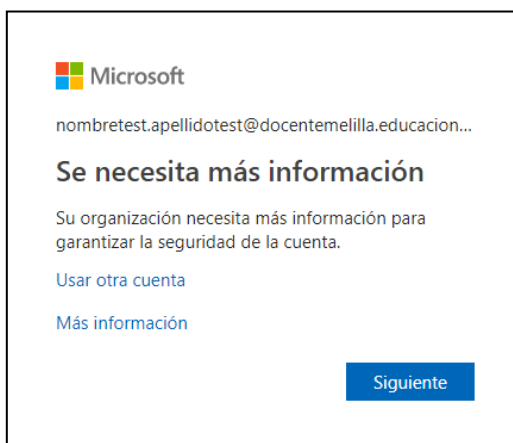 Microsoft
nombretest.apellidotest@docentemelilla.educacion...
Se necesita más información
Su organización necesita más información para
garantizar la seguridad de la cuenta.
Usar otra cuenta
Más información
Siguiente